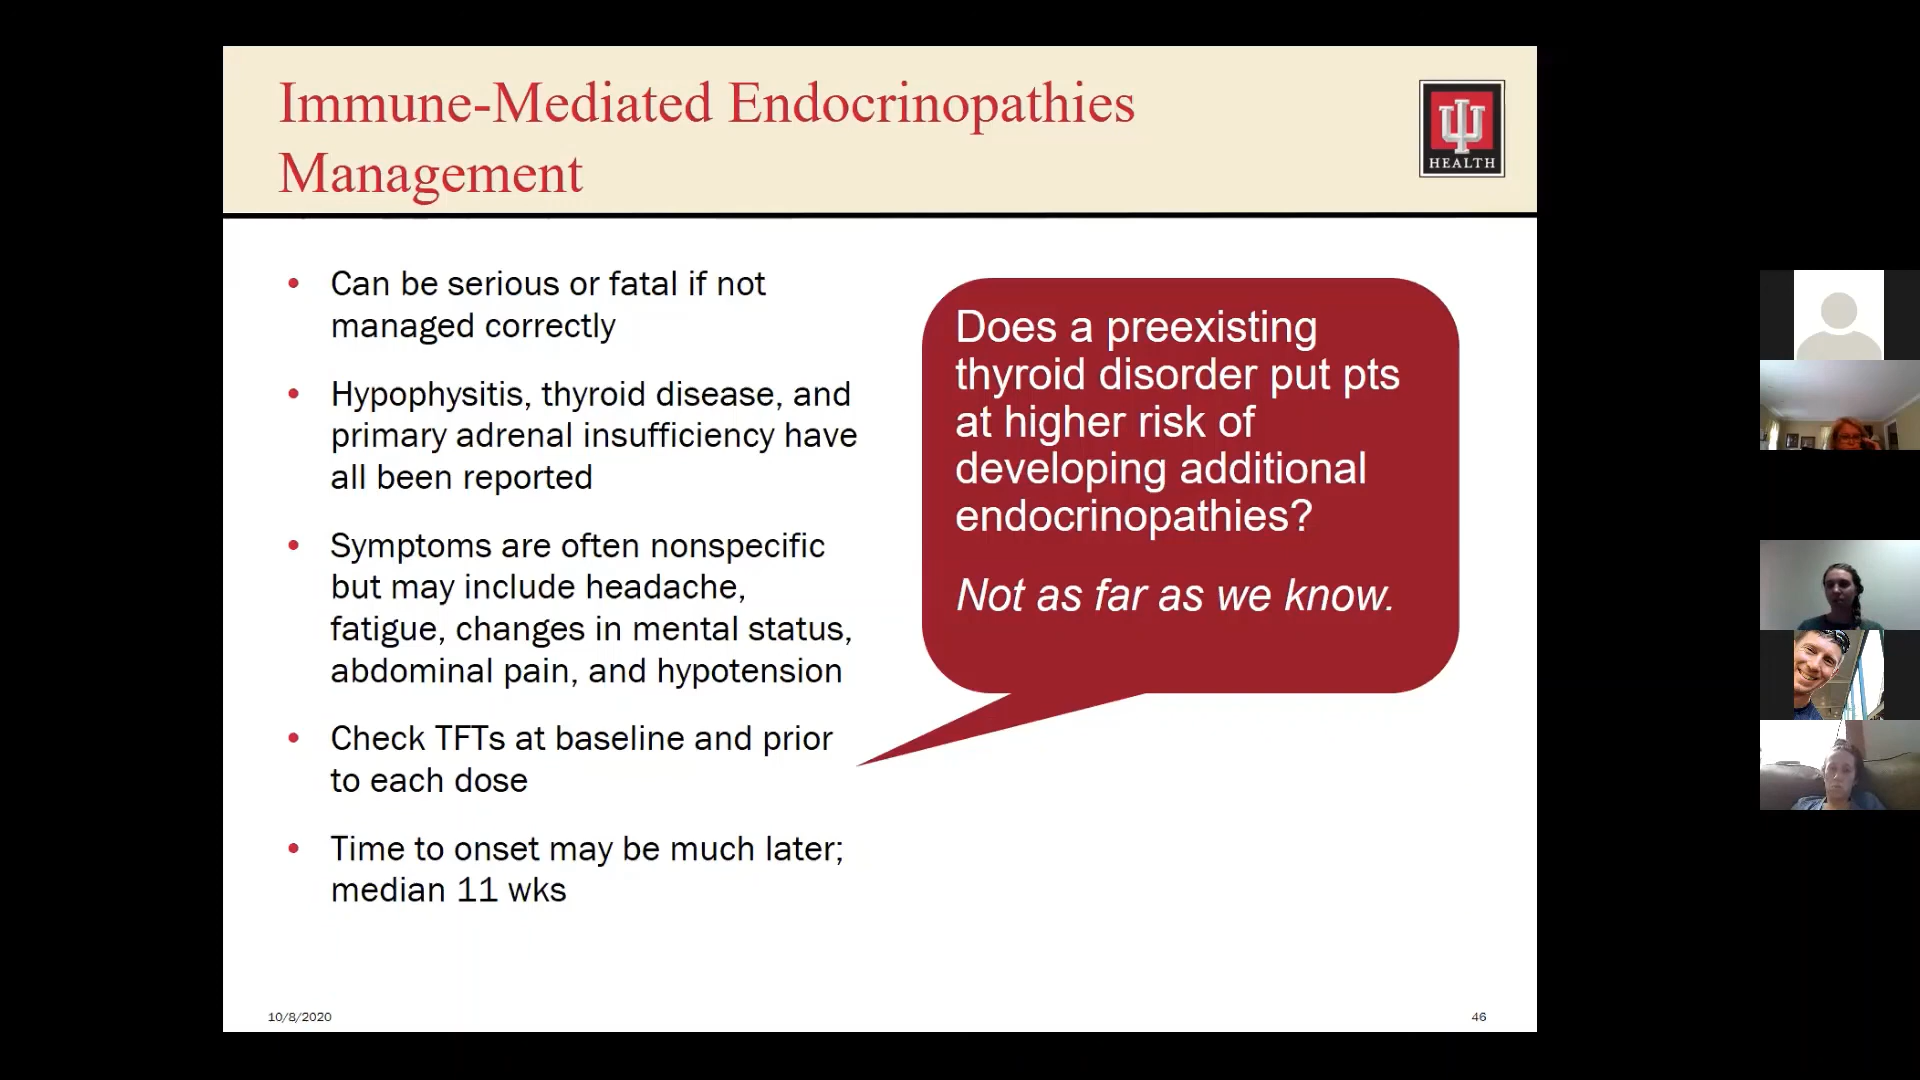 Immune-Mediated Endocrinopathies
Management
HEALTH
• Can be serious or fatal if not
managed correctly
• Hypophysitis, thyroid disease, and
primary adrenal insufficiency have
all been reported
• Symptoms are often nonspecific
but may include headache,
fatigue, changes in mental status,
abdominal pain, and hypotension
• Check TFTs at baseline and prior
to each dose
• Time to onset may be much later;
median 11 wks
Does a preexisting
thyroid disorder put pts
at higher risk of
developing additional
endocrinopathies?
Not as far as we know.
10/8/2020
46